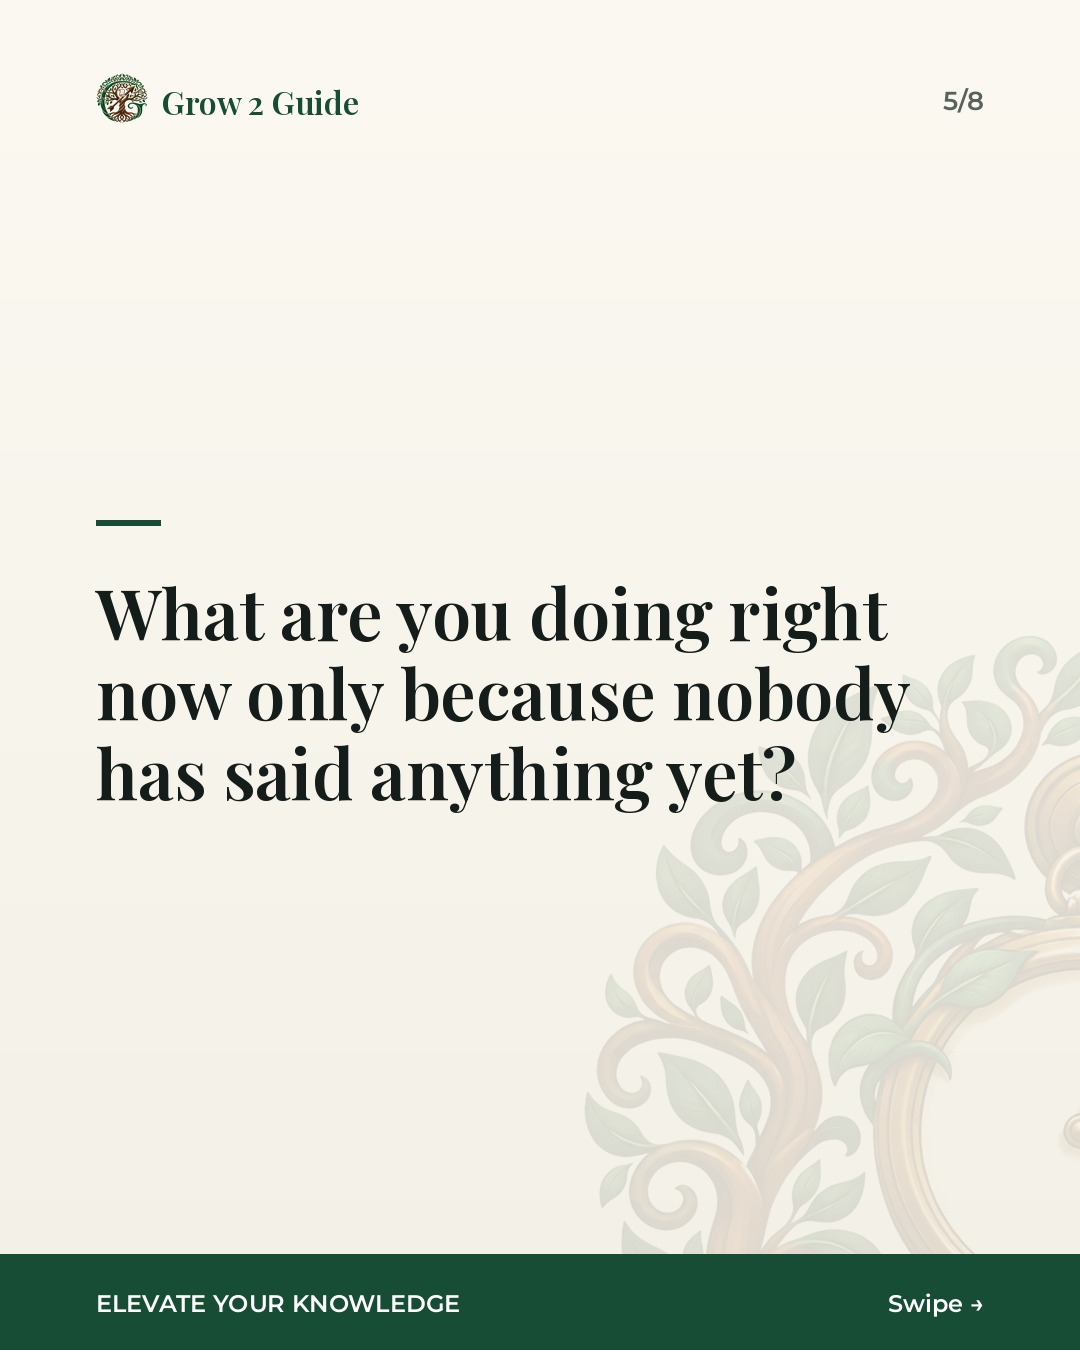 Grow 2 Guide
5/8
What are you doing right
now only because nobody
has said anything yet?
ELEVATE YOUR KNOWLEDGE
Swipe →